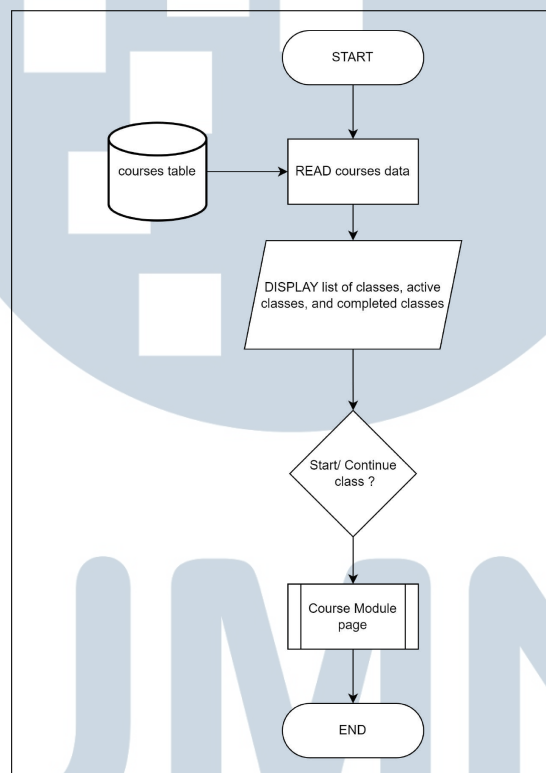 START
courses table
READ courses data
DISPLAY list of classes, active
classes, and completed classes
Start/ Continue
class ?
Course Module
page
END
UMN